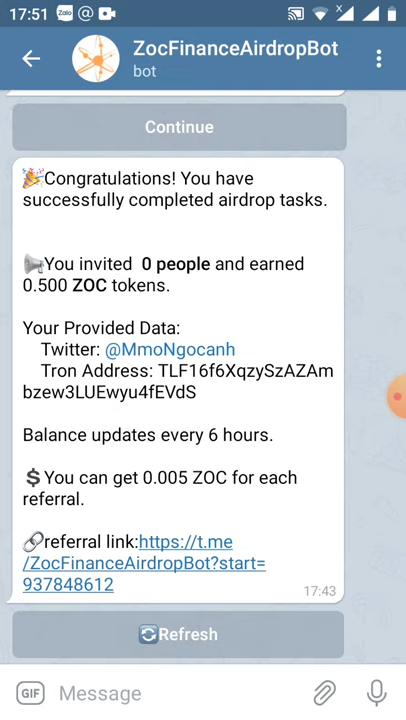 17:51 Zalo
ZocFinanceAirdropBot
bot
Continue
🎉Congratulations! You have
successfully completed airdrop tasks.
📢You invited  0 people and earned
0.500 ZOC tokens.
Your Provided Data:
Twitter: @MmoNgocanh
Tron Address: TLF16f6XqzySzAZAm
bzew3LUEwyu4fEVdS
Balance updates every 6 hours.
💲You can get 0.005 ZOC for each
referral.
🔗referral link:https://t.me
/ZocFinanceAirdropBot?start=
937848612
17:43
🔄Refresh
GIF Message